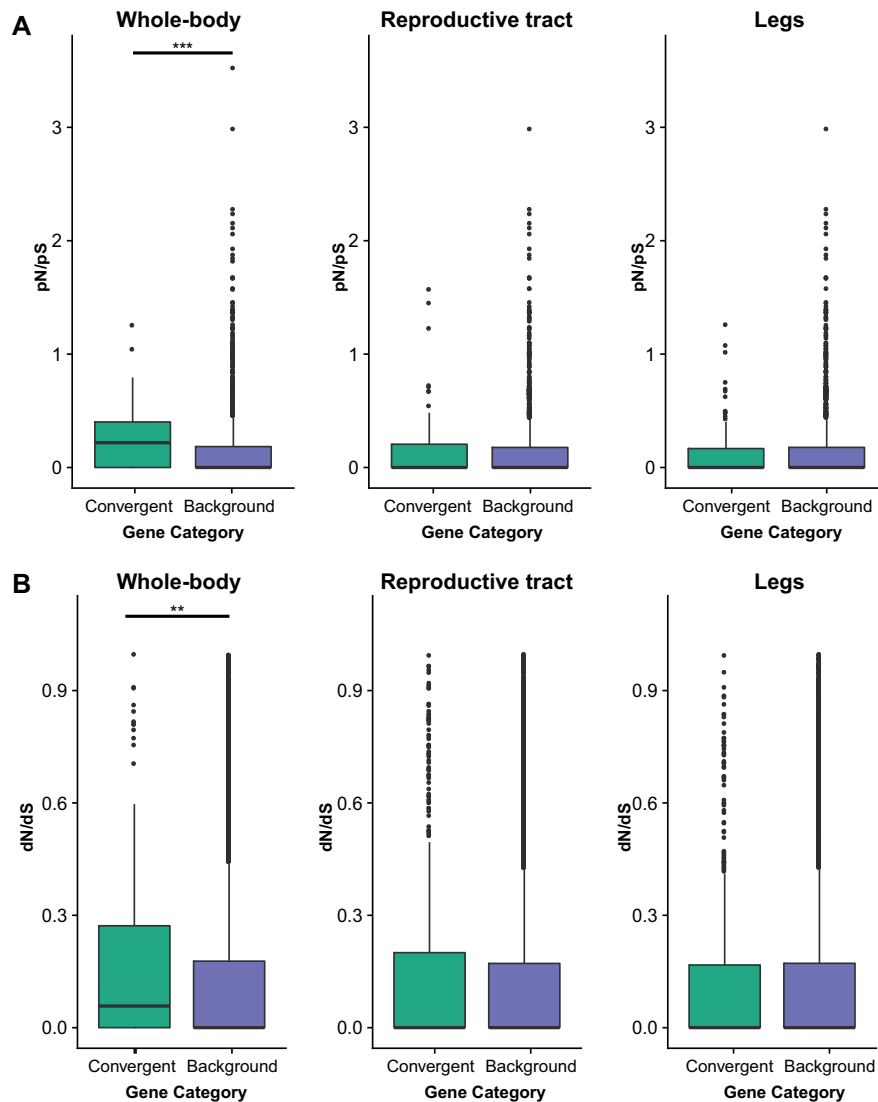 A
Whole-body
Reproductive tract
Legs
***
pN/pS
3
2
1
0
pN/pS
3
2
1
0
pN/pS
3
2
1
0
Convergent Background
Convergent Background
Convergent Background
Gene Category
Gene Category
Gene Category
B
Whole-body
Reproductive tract
Legs
**
dN/dS
0.9
0.6
0.3
0.0
dN/dS
0.9
0.6
0.3
0.0
dN/dS
0.9
0.6
0.3
0.0
Convergent Background
Convergent Background
Convergent Background
Gene Category
Gene Category
Gene Category